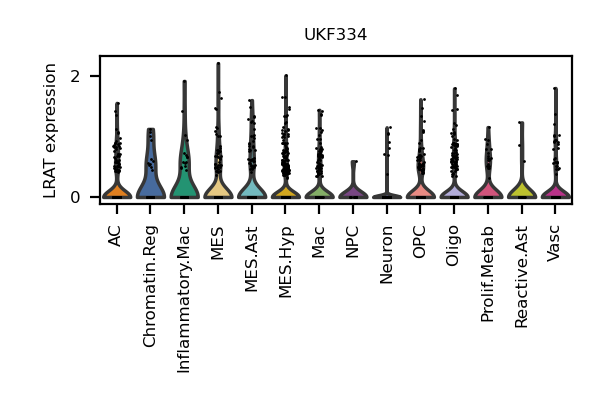 UKF334
LRAT expression
2
0
AC
Chromatin.Reg
Inflammatory.Mac
MES
MES.Ast
MES.Hyp
Mac
NPC
Neuron
OPC
Oligo
Prolif.Metab
Reactive.Ast
Vasc